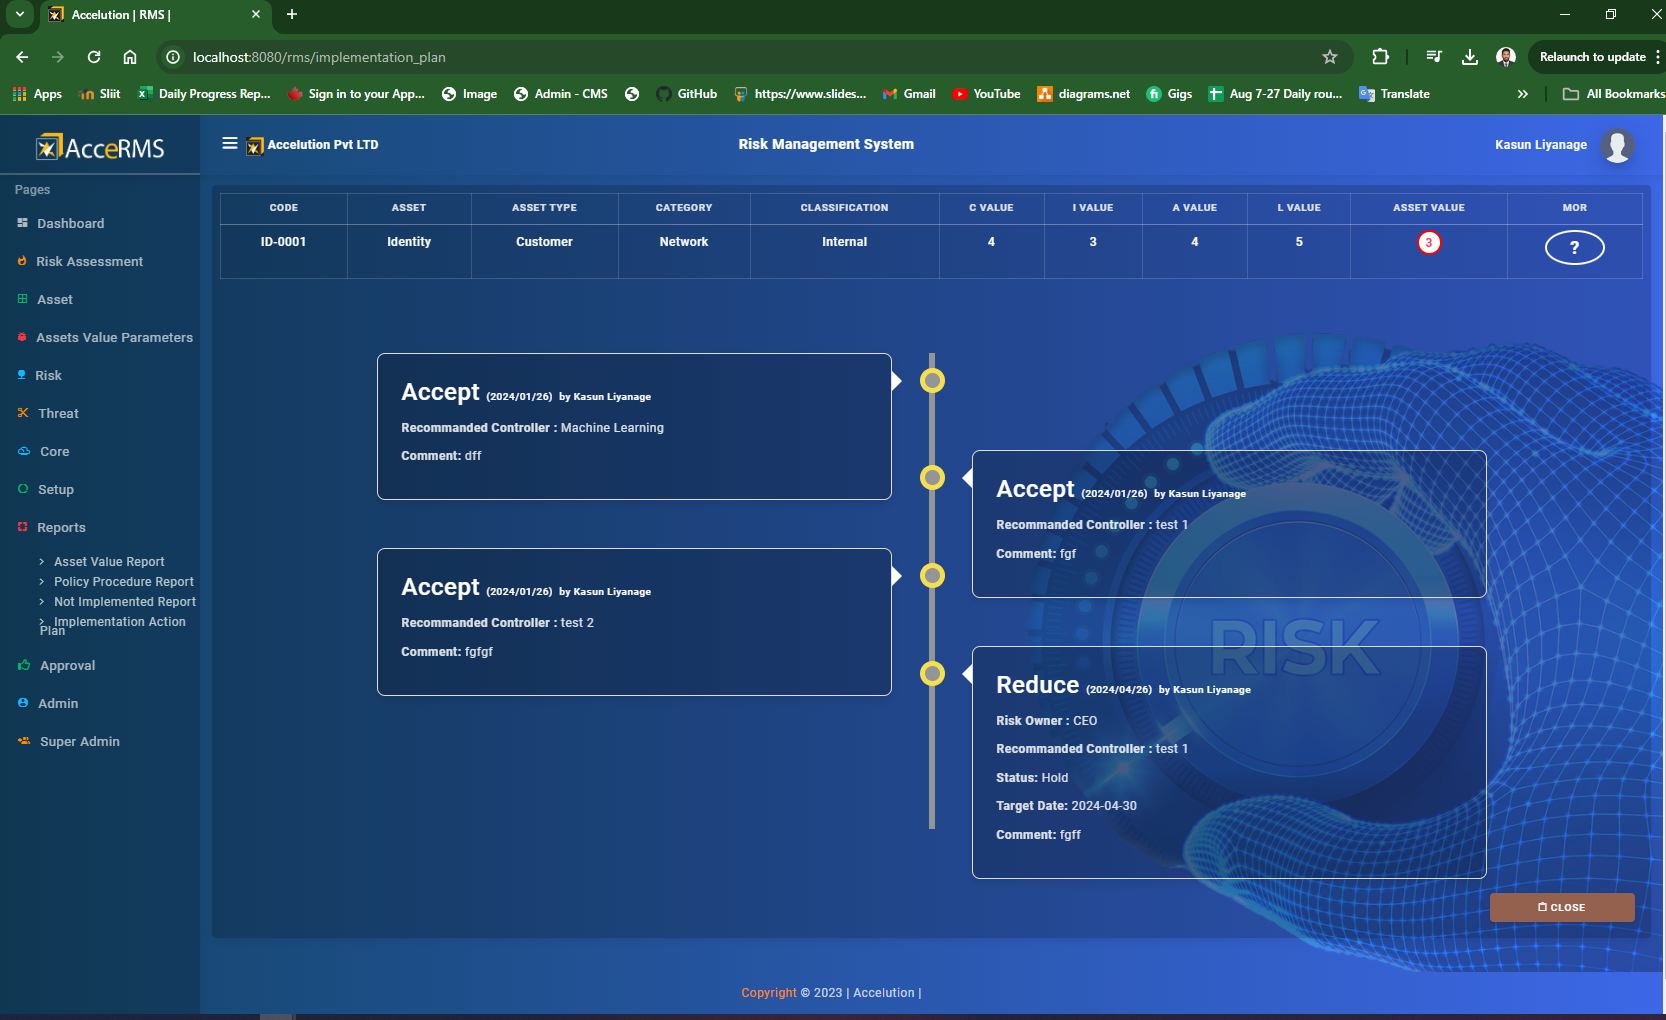 Accelution | RMS |
localhost:8080/rms/implementation_plan
Relaunch to update
Apps
Sliit
Daily Progress Rep...
Sign in to your App...
Image
Admin - CMS
GitHub
https://www.slides...
Gmail
YouTube
diagrams.net
Gigs
Aug 7-27 Daily rou...
Translate
All Bookmarks
AcceRMS
Accelution Pvt LTD
Risk Management System
Kasun Liyanage
Pages
Dashboard
Risk Assessment
Asset
Assets Value Parameters
Risk
Threat
Core
Setup
Reports
Asset Value Report
Policy Procedure Report
Not Implemented Report
Implementation Action
Plan
Approval
Admin
Super Admin
CODE ASSET ASSET TYPE CATEGORY CLASSIFICATION C VALUE I VALUE A VALUE L VALUE ASSET VALUE MOR
ID-0001 Identity Customer Network Internal 4 3 4 5 3 ?
Accept (2024/01/26) by Kasun Liyanage
Recommanded Controller : Machine Learning
Comment: dff
Accept (2024/01/26) by Kasun Liyanage
Recommanded Controller : test 1
Comment: fgf
Accept (2024/01/26) by Kasun Liyanage
Recommanded Controller : test 2
Comment: fgfgf
RISK
Reduce (2024/04/26) by Kasun Liyanage
Risk Owner : CEO
Recommanded Controller : test 1
Status: Hold
Target Date: 2024-04-30
Comment: fgff
CLOSE
Copyright © 2023 | Accelution |